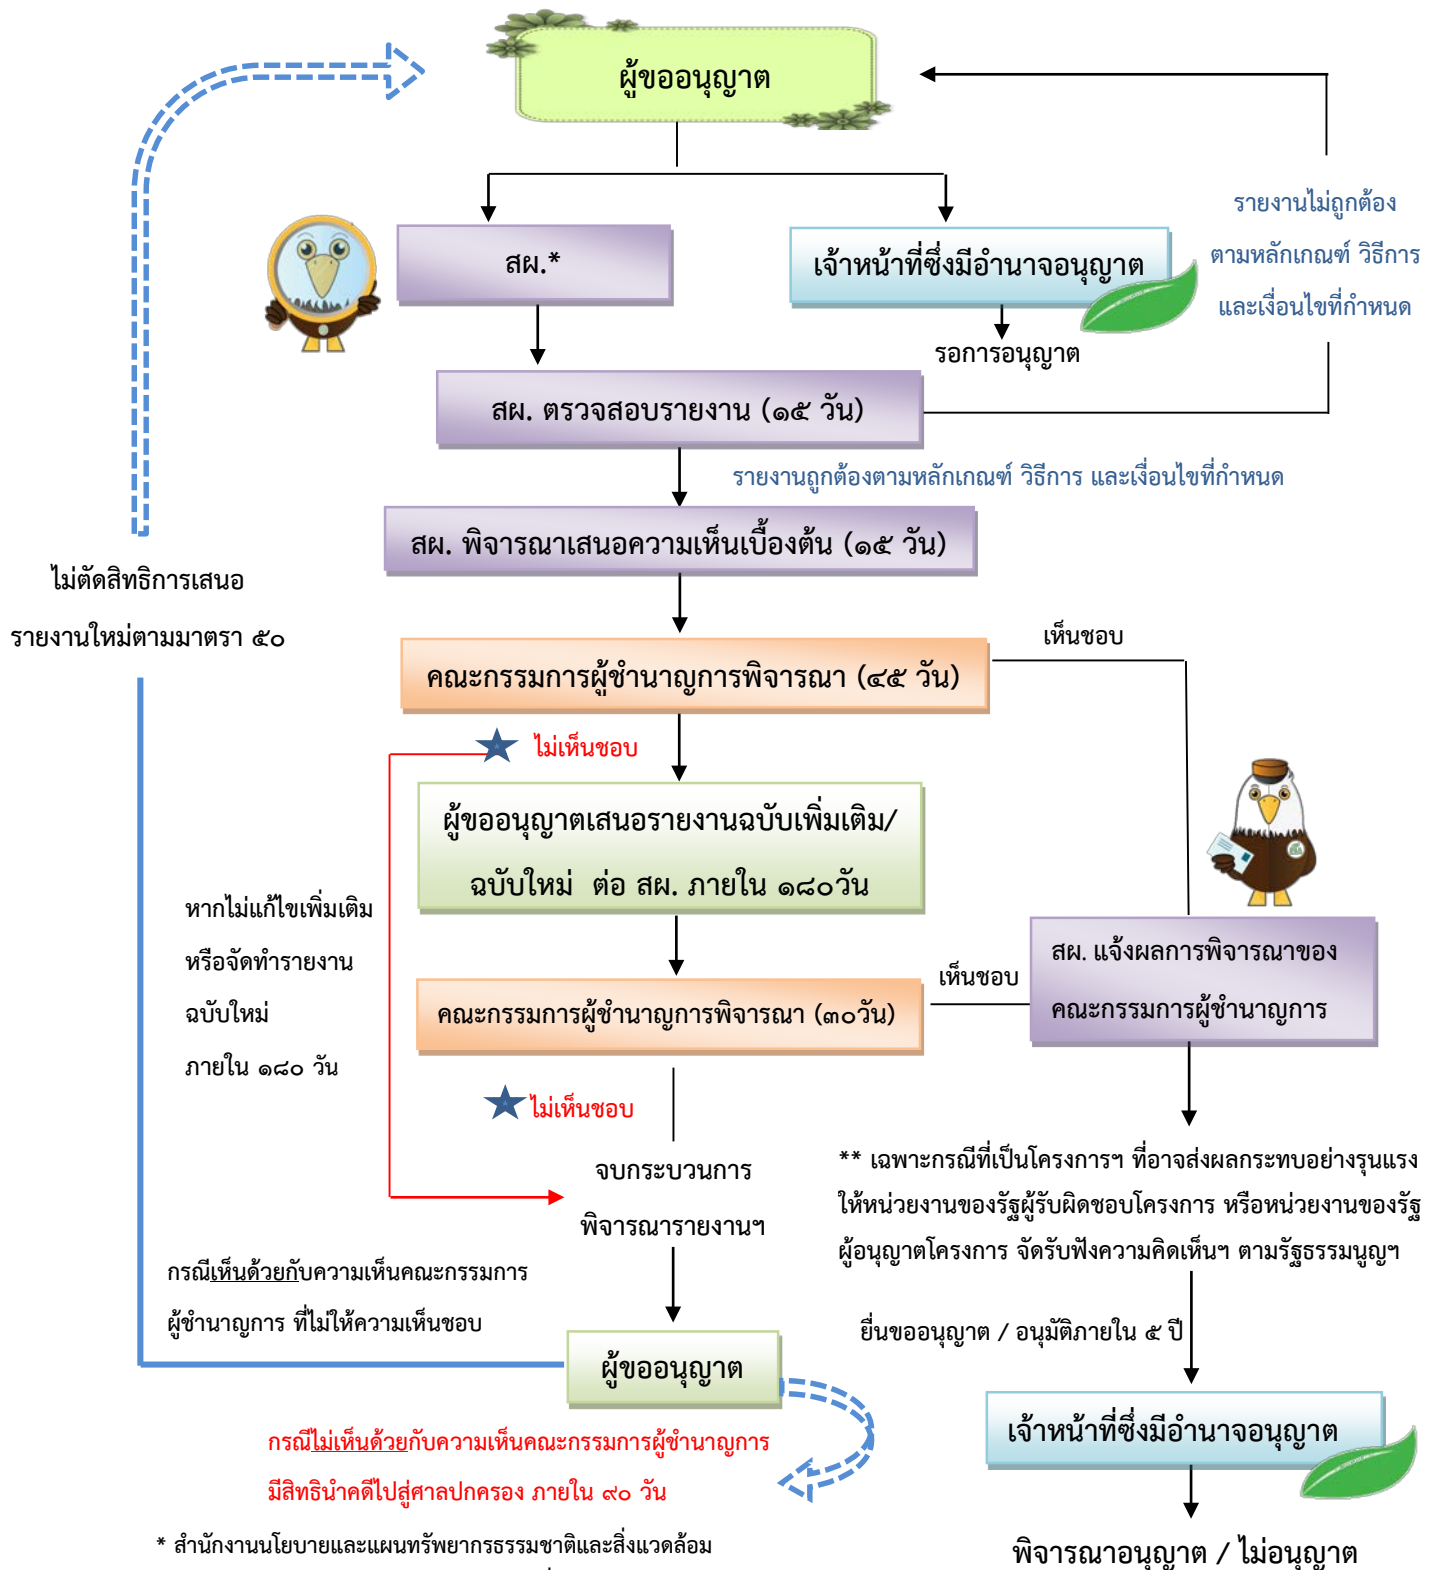 ผู้ขออนุญาต
สผ.*
เจ้าหน้าที่ซึ่งมีอำนาจอนุญาต
รายงานไม่ถูกต้อง
ตามหลักเกณฑ์ วิธีการ
และเงื่อนไขที่กำหนด
รอการอนุญาต
สผ. ตรวจสอบรายงาน (๑๕ วัน)
รายงานถูกต้องตามหลักเกณฑ์ วิธีการ และเงื่อนไขที่กำหนด
สผ. พิจารณาเสนอความเห็นเบื้องต้น (๑๕ วัน)
ไม่ตัดสิทธิการเสนอ
รายงานใหม่ตามมาตรา ๕๐
เห็นชอบ
คณะกรรมการผู้ชำนาญการพิจารณา (๔๕ วัน)
ไม่เห็นชอบ
ผู้ขออนุญาตเสนอรายงานฉบับเพิ่มเติม/
ฉบับใหม่ ต่อ สผ. ภายใน ๑๘๐วัน
หากไม่แก้ไขเพิ่มเติม
หรือจัดทำรายงาน
ฉบับใหม่
ภายใน ๑๘๐ วัน
คณะกรรมการผู้ชำนาญการพิจารณา (๓๐วัน)
เห็นชอบ
สผ. แจ้งผลการพิจารณาของ
คณะกรรมการผู้ชำนาญการ
ไม่เห็นชอบ
จบกระบวนการ
พิจารณารายงานฯ
** เฉพาะกรณีที่เป็นโครงการฯ ที่อาจส่งผลกระทบอย่างรุนแรง
ให้หน่วยงานของรัฐผู้รับผิดชอบโครงการ หรือหน่วยงานของรัฐ
ผู้อนุญาตโครงการ จัดรับฟังความคิดเห็นฯ ตามรัฐธรรมนูญฯ
กรณีเห็นด้วยกับความเห็นคณะกรรมการ
ผู้ชำนาญการ ที่ไม่ให้ความเห็นชอบ
ยื่นขออนุญาต / อนุมัติภายใน ๕ ปี
ผู้ขออนุญาต
เจ้าหน้าที่ซึ่งมีอำนาจอนุญาต
กรณีไม่เห็นด้วยกับความเห็นคณะกรรมการผู้ชำนาญการ
มีสิทธินำคดีไปสู่ศาลปกครอง ภายใน ๙๐ วัน
* สำนักงานนโยบายและแผนทรัพยากรธรรมชาติและสิ่งแวดล้อม
พิจารณาอนุญาต / ไม่อนุญาต